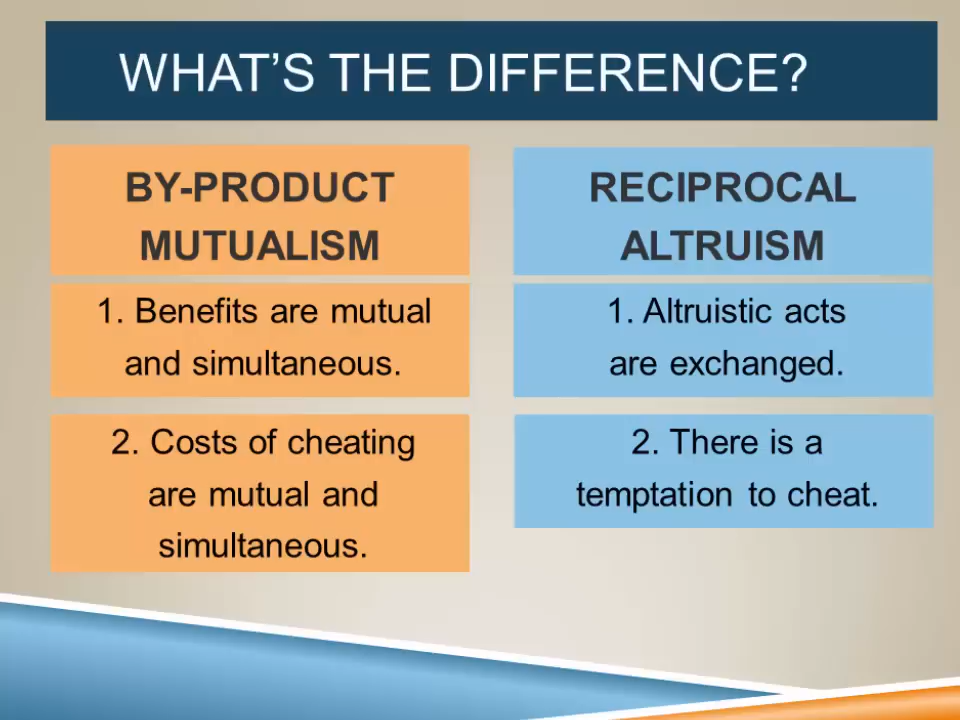 WHAT’S THE DIFFERENCE?
BY-PRODUCT
MUTUALISM
1. Benefits are mutual
and simultaneous.
2. Costs of cheating
are mutual and
simultaneous.
RECIPROCAL
ALTRUISM
1. Altruistic acts
are exchanged.
2. There is a
temptation to cheat.